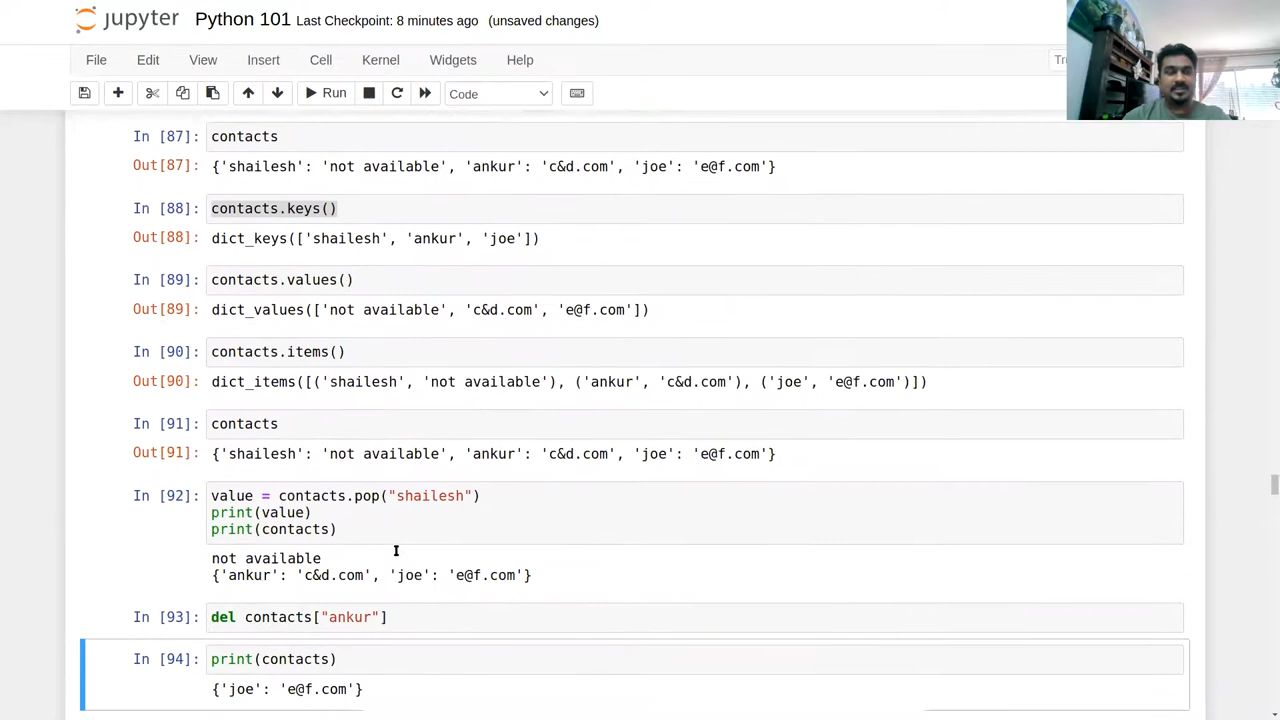 jupyter Python 101 Last Checkpoint: 8 minutes ago (unsaved changes)
File Edit View Insert Cell Kernel Widgets Help
Run Code
In [87]: contacts
Out[87]: {'shailesh': 'not available', 'ankur': 'c&d.com', 'joe': 'e@f.com'}
In [88]: contacts.keys()
Out[88]: dict_keys(['shailesh', 'ankur', 'joe'])
In [89]: contacts.values()
Out[89]: dict_values(['not available', 'c&d.com', 'e@f.com'])
In [90]: contacts.items()
Out[90]: dict_items([('shailesh', 'not available'), ('ankur', 'c&d.com'), ('joe', 'e@f.com')])
In [91]: contacts
Out[91]: {'shailesh': 'not available', 'ankur': 'c&d.com', 'joe': 'e@f.com'}
In [92]: value = contacts.pop("shailesh")
print(value)
print(contacts)
not available
{'ankur': 'c&d.com', 'joe': 'e@f.com'}
In [93]: del contacts["ankur"]
In [94]: print(contacts)
{'joe': 'e@f.com'}